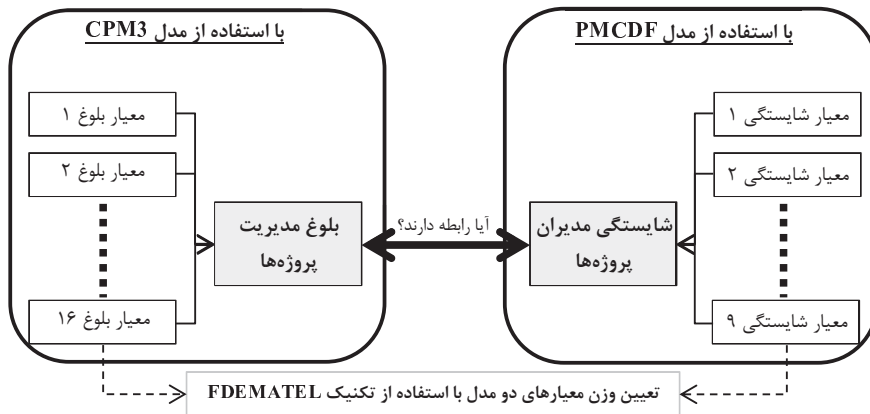 با استفاده از مدل PMCDF
معیار شایستگی ۱
معیار شایستگی ۲
معیار شایستگی ۹
شایستگی مدیران
پروژه‌ها
آیا رابطه دارند؟
با استفاده از مدل CPM3
بلوغ مدیریت
پروژه‌ها
معیار بلوغ ۱
معیار بلوغ ۲
معیار بلوغ ۱۶
تعیین وزن معیارهای دو مدل با استفاده از تکنیک FDEMATEL